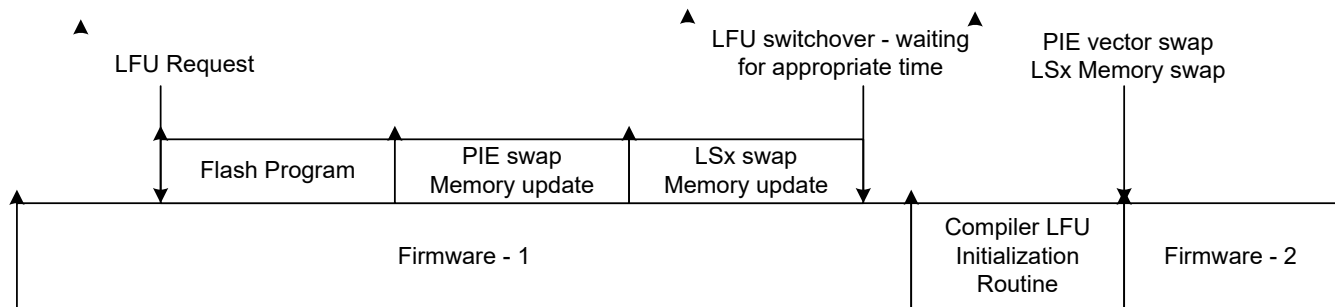 LFU Request
LFU switchover - waiting
for appropriate time
PIE vector swap
LSx Memory swap
Flash Program
PIE swap
Memory update
LSx swap
Memory update
Firmware - 1
Compiler LFU
Initialization
Routine
Firmware - 2